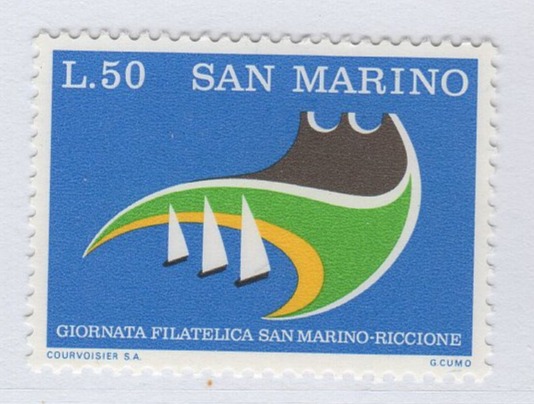 L.50 SAN MARINO
GIORNATA FILATELICA SAN MARINO-RICCIONE
COURVOISIER S.A. G.CUMO